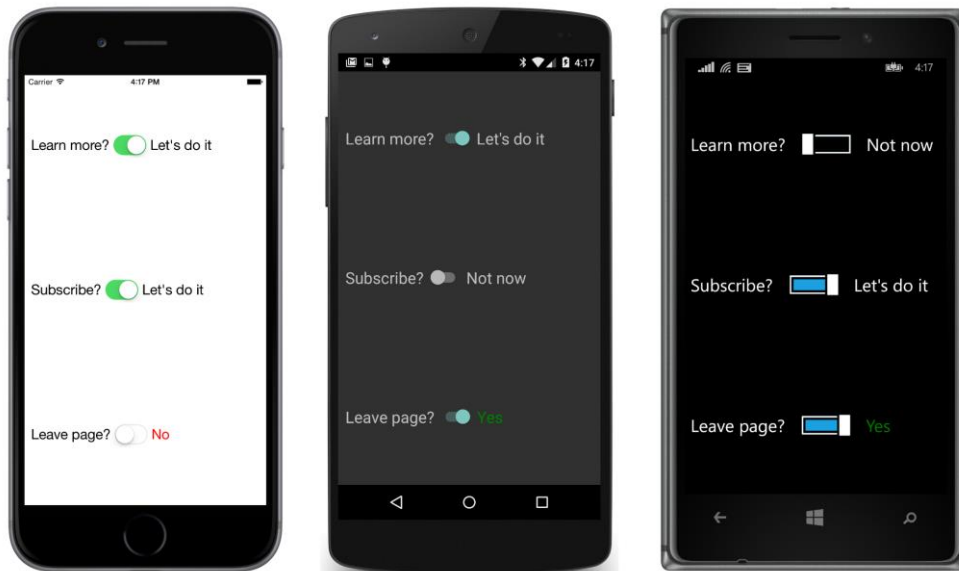 Carrier 4:17 PM
Learn more? Let's do it
Subscribe? Let's do it
Leave page? No
4:17
Learn more? Let's do it
Subscribe? Not now
Leave page? Yes
4:17
Learn more? Not now
Subscribe? Let's do it
Leave page? Yes